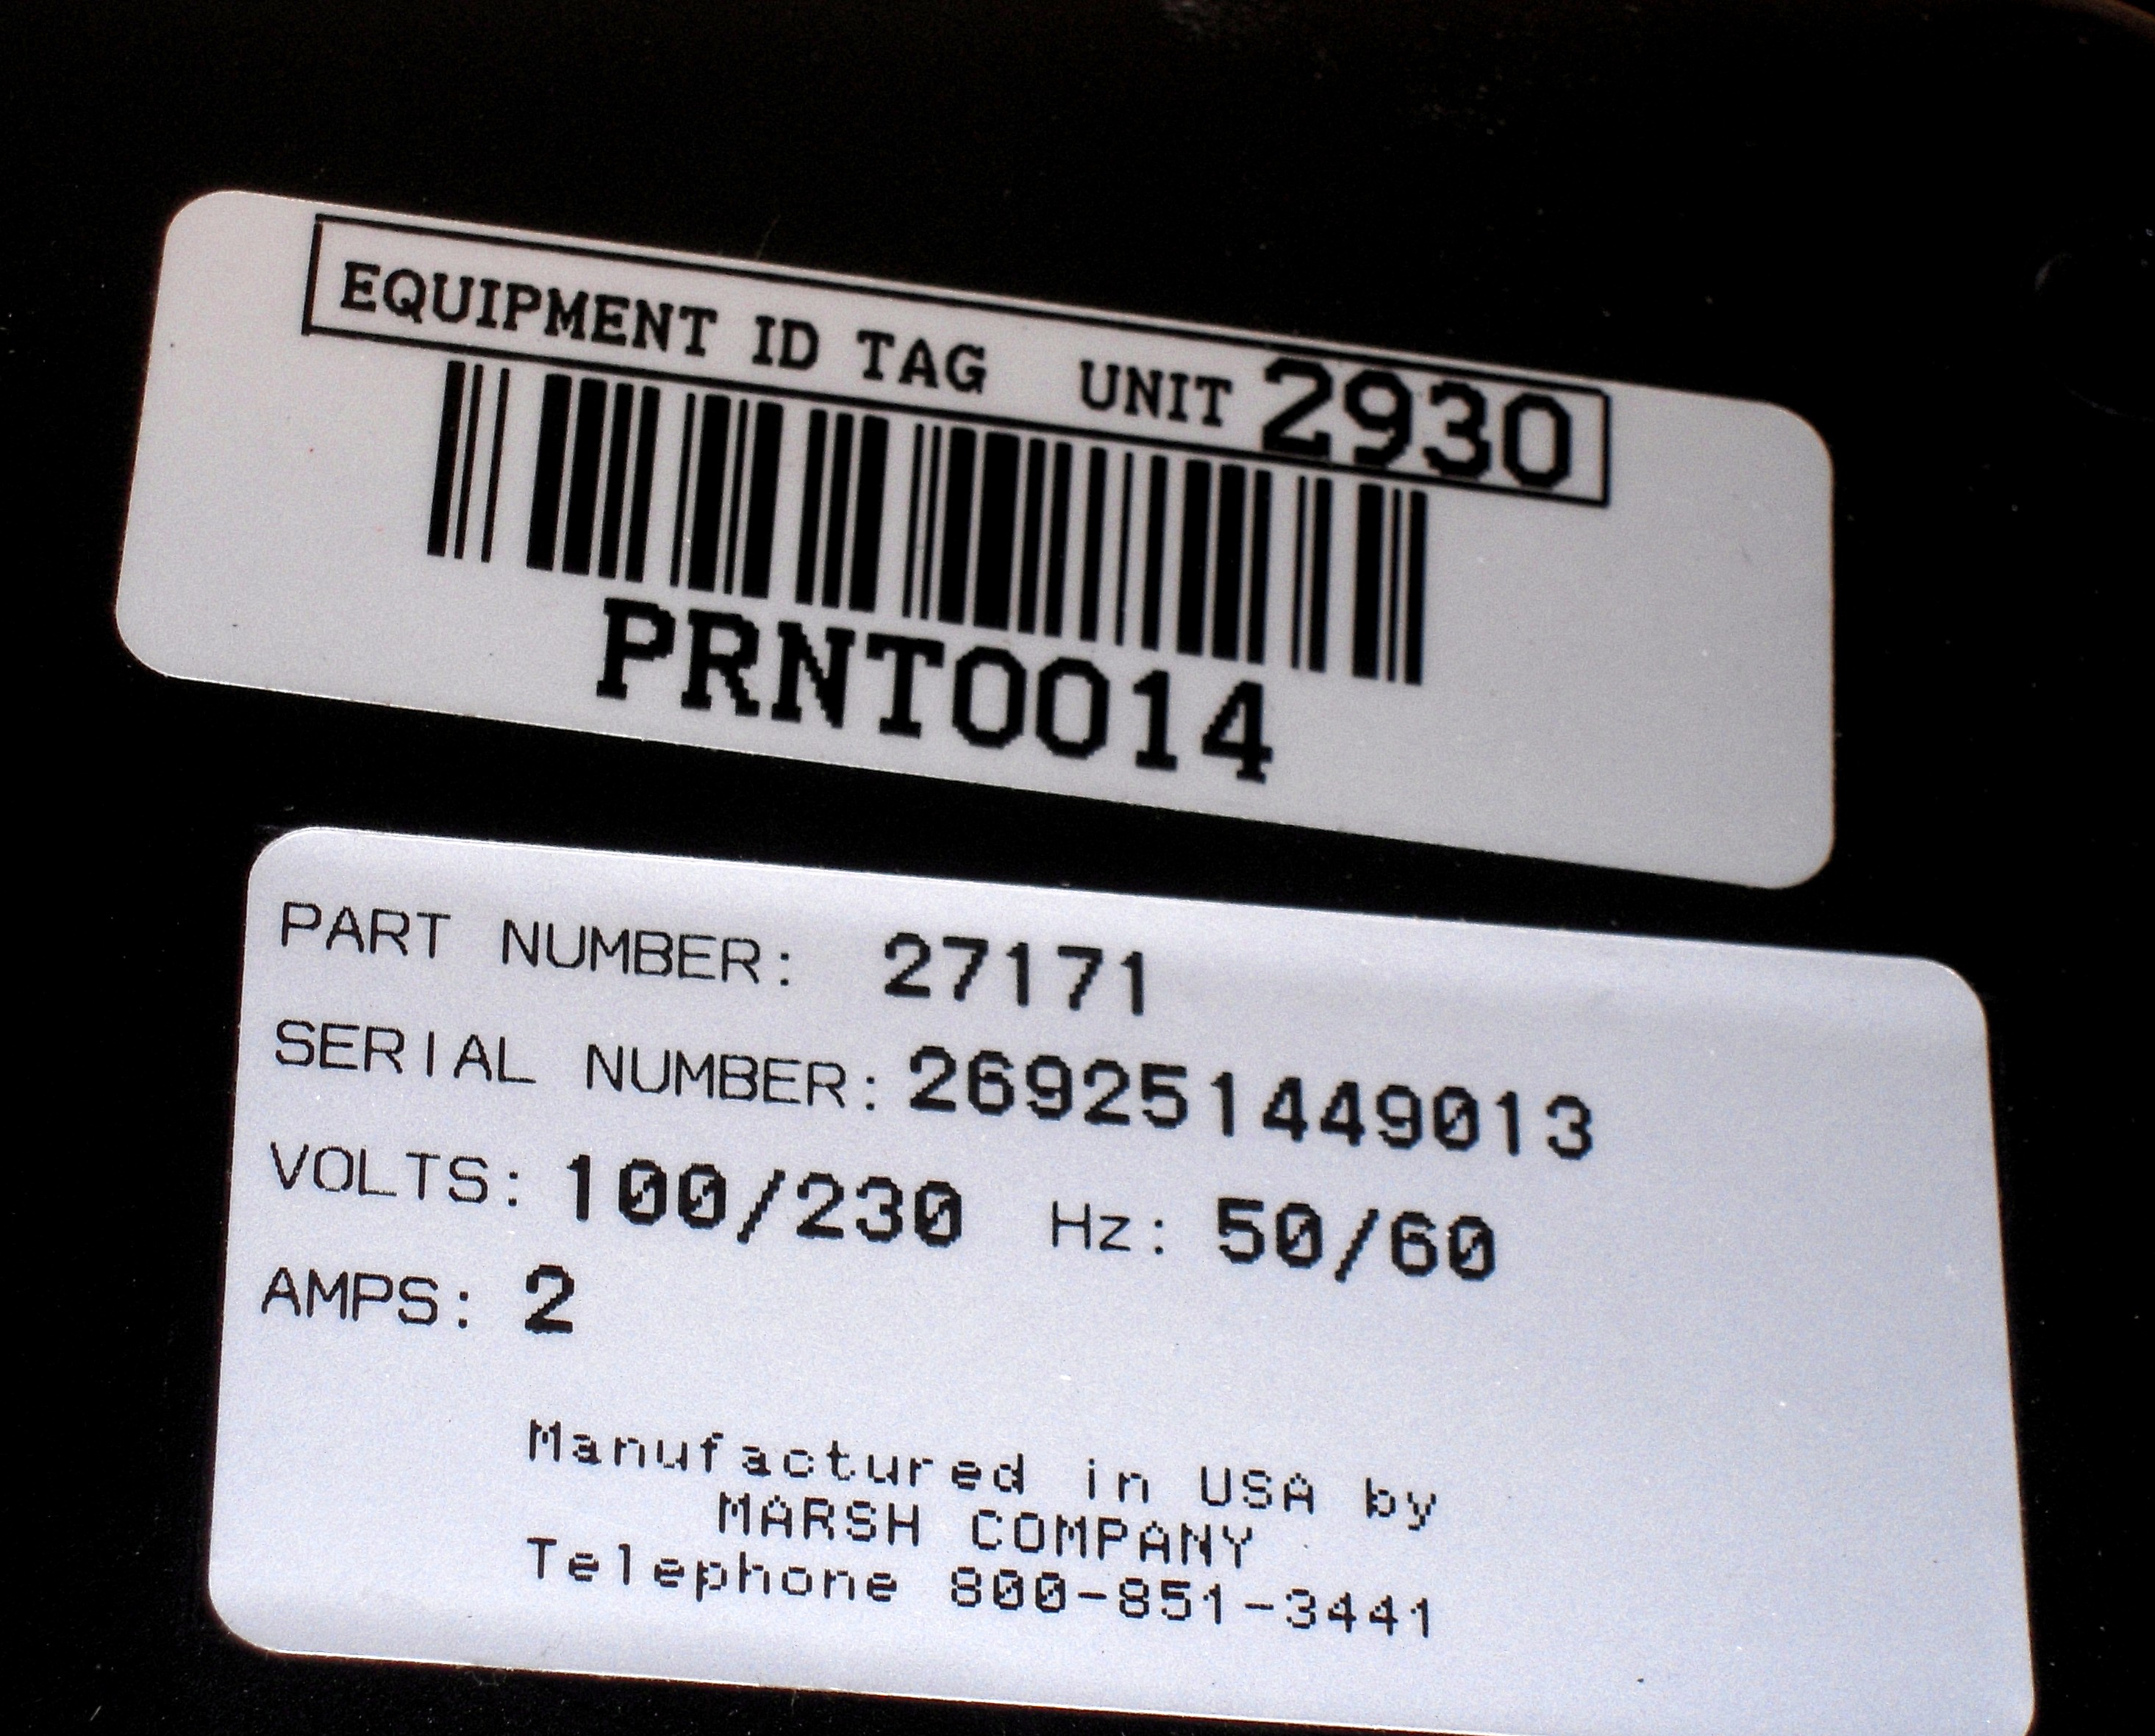 EQUIPMENT ID TAG UNIT 2930
PRNT0014
PART NUMBER: 27171
SERIAL NUMBER: 269251449013
VOLTS: 100/230 Hz: 50/60
AMPS: 2
Manufactured in USA by
MARSH COMPANY
Telephone 800-851-3441